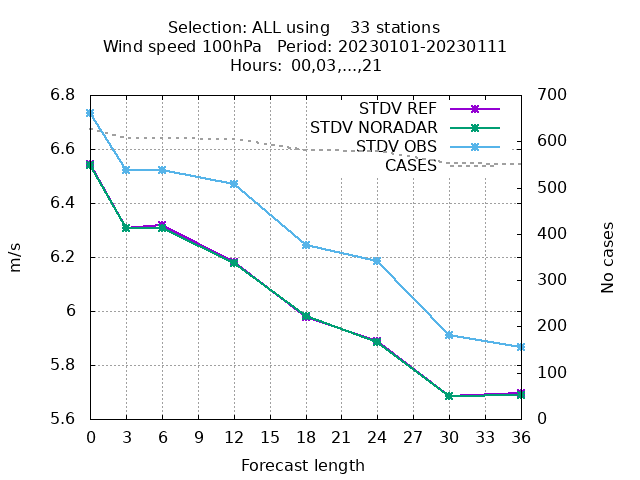 Selection: ALL using    33 stations
Wind speed 100hPa   Period: 20230101-20230111
Hours:  00,03,...,21
6.8
6.6
6.4
6.2
6
5.8
5.6
m/s
STDV REF
STDV NORADAR
STDV OBS
CASES
700
600
500
400
300
200
100
0
No cases
0 3 6 9 12 15 18 21 24 27 30 33 36
Forecast length